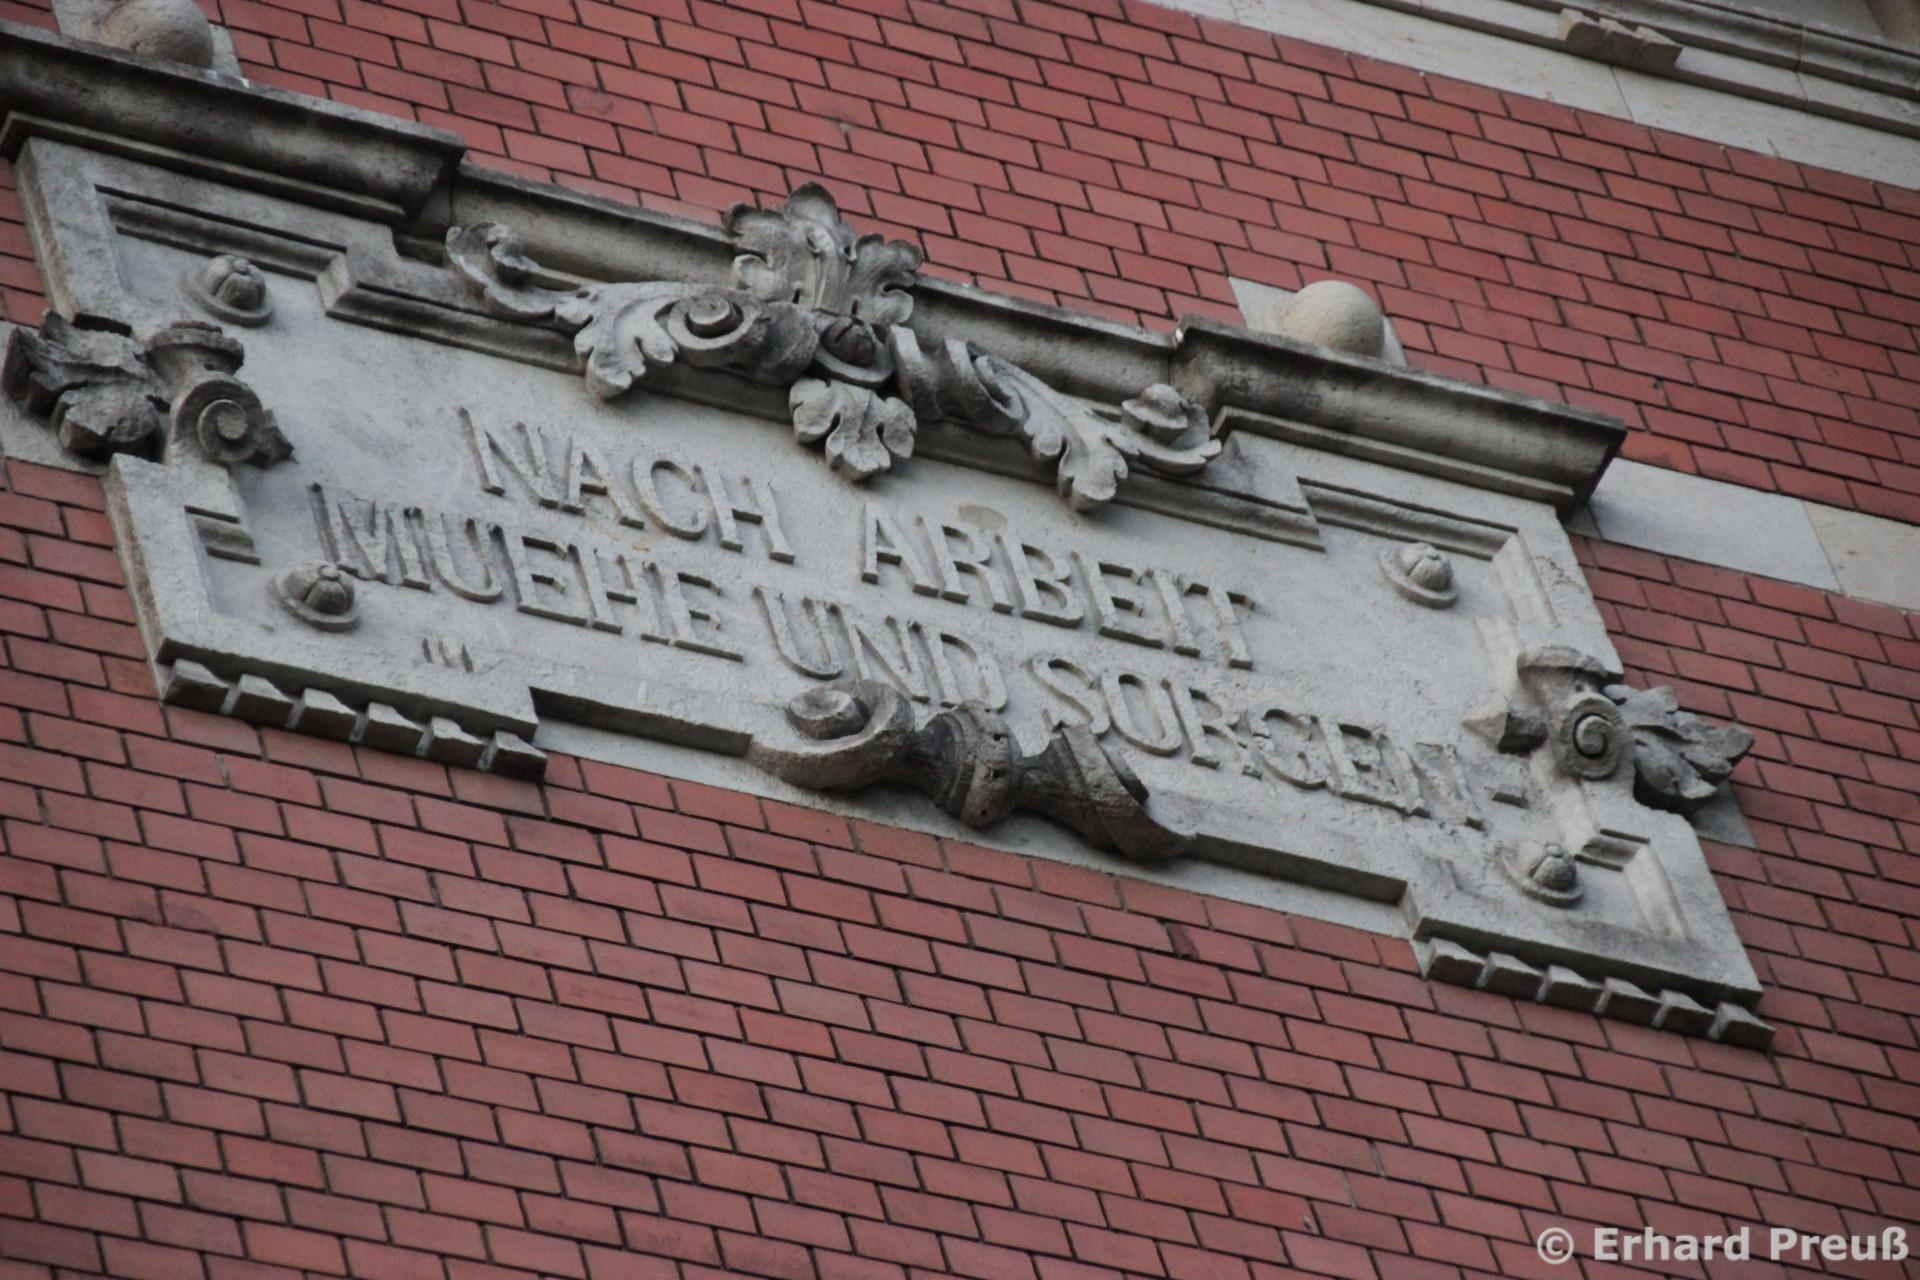 NACH ARBEIT
MUEHE UND SORGEN-
© Erhard Preuß